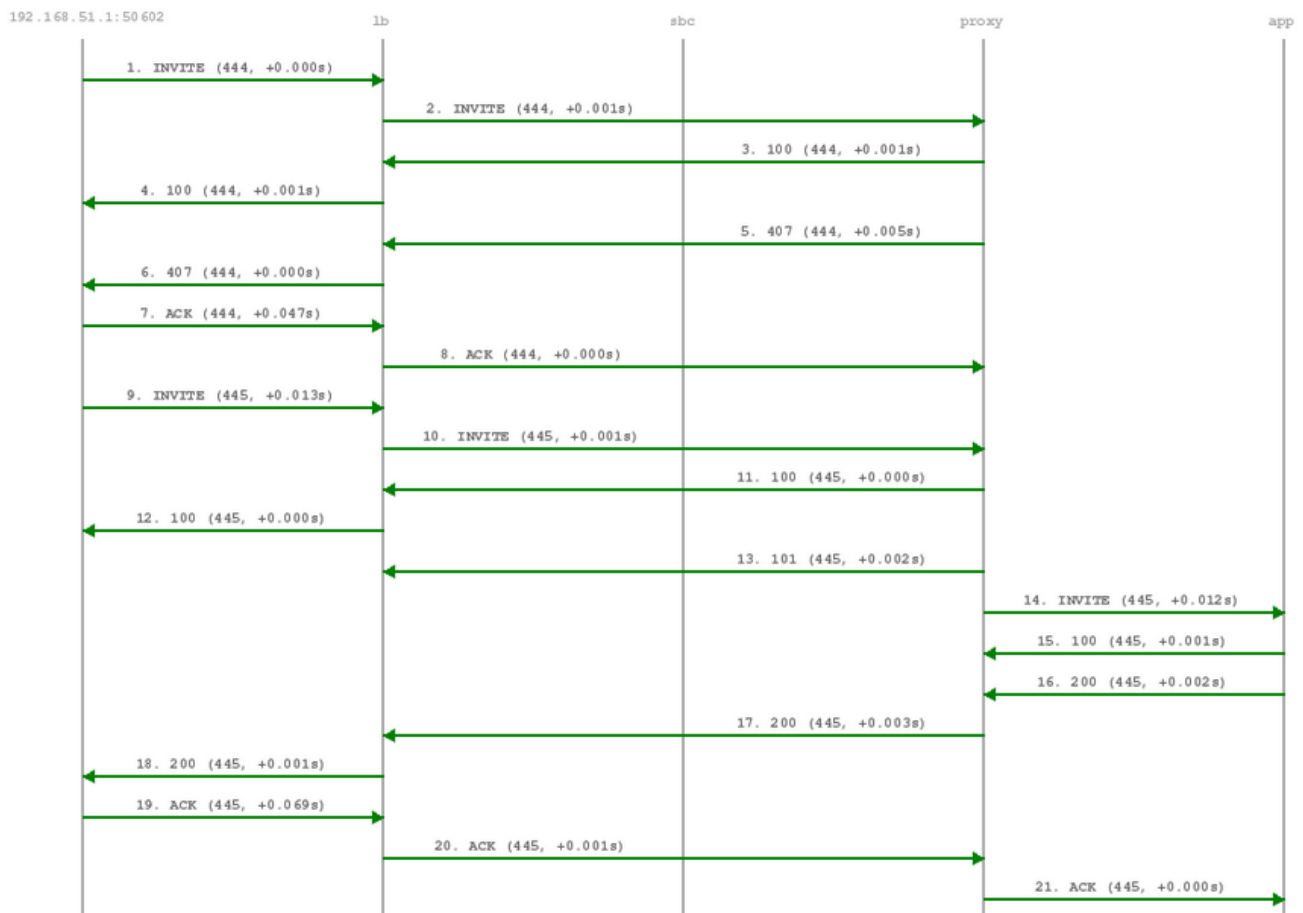 192.168.51.1:50602 lb sbc proxy app
1. INVITE (444, +0.000s)
2. INVITE (444, +0.001s)
3. 100 (444, +0.001s)
4. 100 (444, +0.001s)
5. 407 (444, +0.005s)
6. 407 (444, +0.000s)
7. ACK (444, +0.047s)
8. ACK (444, +0.000s)
9. INVITE (445, +0.013s)
10. INVITE (445, +0.001s)
11. 100 (445, +0.000s)
12. 100 (445, +0.000s)
13. 101 (445, +0.002s)
14. INVITE (445, +0.012s)
15. 100 (445, +0.001s)
16. 200 (445, +0.002s)
17. 200 (445, +0.003s)
18. 200 (445, +0.001s)
19. ACK (445, +0.069s)
20. ACK (445, +0.001s)
21. ACK (445, +0.000s)